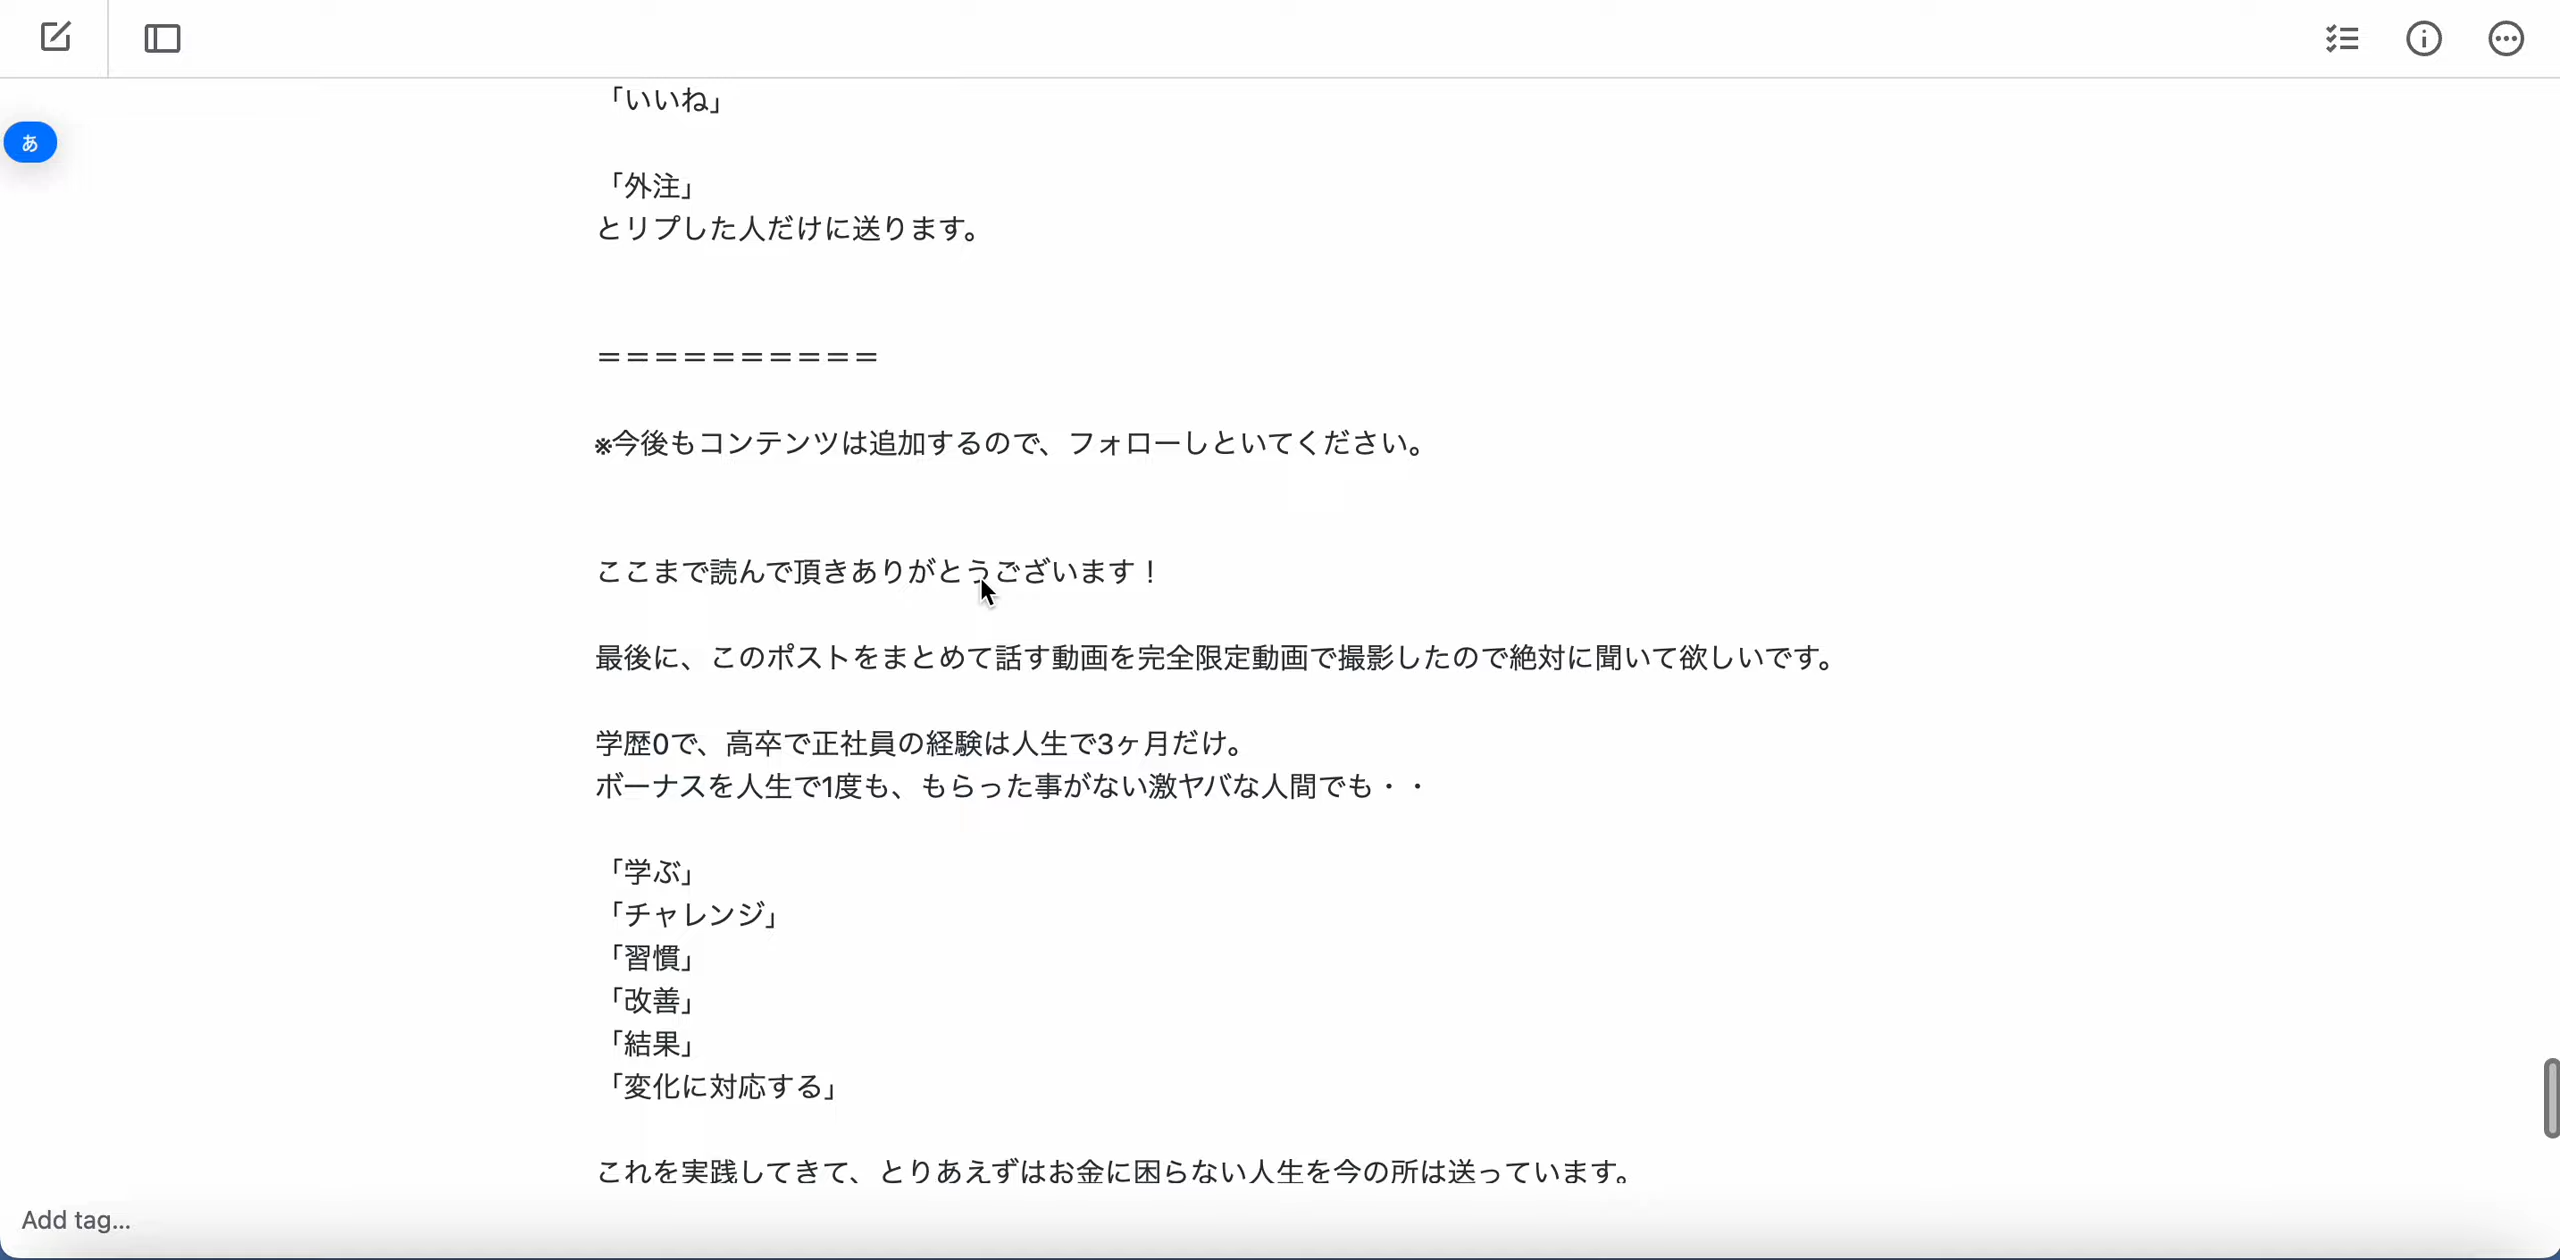 「いいね」
あ
「外注」
とリプした人だけに送ります。
＝＝＝＝＝＝＝＝＝＝
※今後もコンテンツは追加するので、フォローしといてください。
ここまで読んで頂きありがとうございます！
最後に、このポストをまとめて話す動画を完全限定動画で撮影したので絶対に聞いて欲しいです。
学歴0で、高卒で正社員の経験は人生で3ヶ月だけ。
ボーナスを人生で1度も、もらった事がない激ヤバな人間でも・・
「学ぶ」
「チャレンジ」
「習慣」
「改善」
「結果」
「変化に対応する」
これを実践してきて、とりあえずはお金に困らない人生を今の所は送っています。
Add tag...